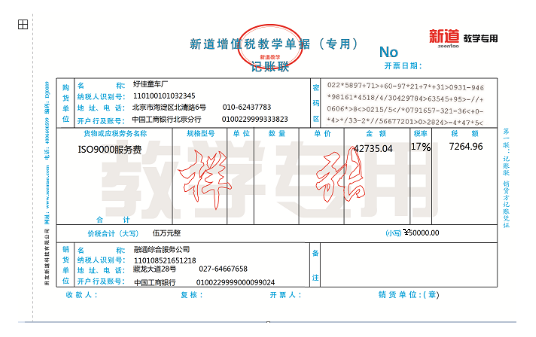 新道 教学专用
seentao
新道增值税教学单据（专用）
新道教学
记账联
No
开票日期：
购货单位
名　　称：好佳童车厂
纳税人识别号：110100101032345
地址、电话：北京市海淀区北清路6号 010-62437783
开户行及账号：中国工商银行北京分行 0100229999333823
密码区
022*5897+71>+60-97*21+7*+31>0931-946
*98161*4518/4/30429784>63545+95>-//+
0606*>8<>0215/5</*0791657-321-36<+0-
*4>*/33-2*//56677201>0>2824>-4*47*5<
货物或应税劳务名称 规格型号 单位 数量 单价 金额 税率 税额
ISO9000服务费 42735.04 17% 7264.96
教学专用
样 张
合　　计
价税合计（大写） 伍万元整 (小写) ¥50000.00
销货单位
名　　称：融通综合服务公司
纳税人识别号：110108521651218
地址、电话：藏龙大道28号 027-64667658
开户行及账号：中国工商银行 0100229999000099024
备注
收款人： 复核： 开票人： 销货单位：(章)
第一联：记账联 销货方记账凭证